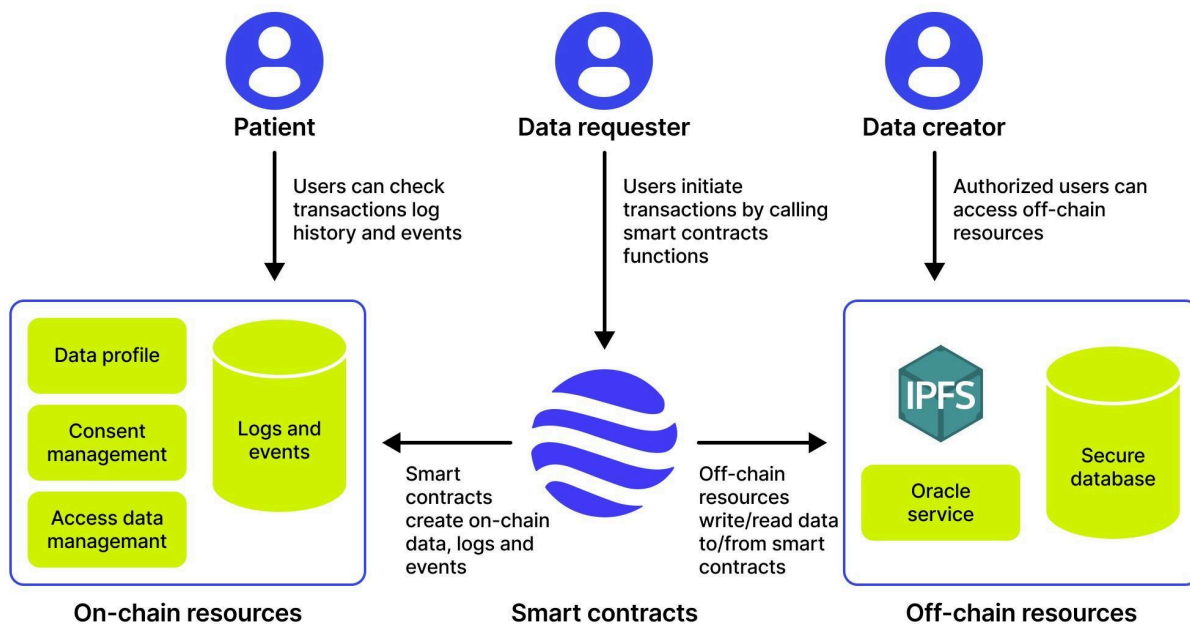 Patient
Data requester
Data creator
Users can check
transactions log
history and events
Users initiate
transactions by calling
smart contracts
functions
Authorized users can
access off-chain
resources
Data profile
Consent
management
Access data
managemant
Logs and
events
Smart
contracts
create on-chain
data, logs and
events
Off-chain
resources
write/read data
to/from smart
contracts
IPFS
Oracle
service
Secure
database
On-chain resources
Smart contracts
Off-chain resources